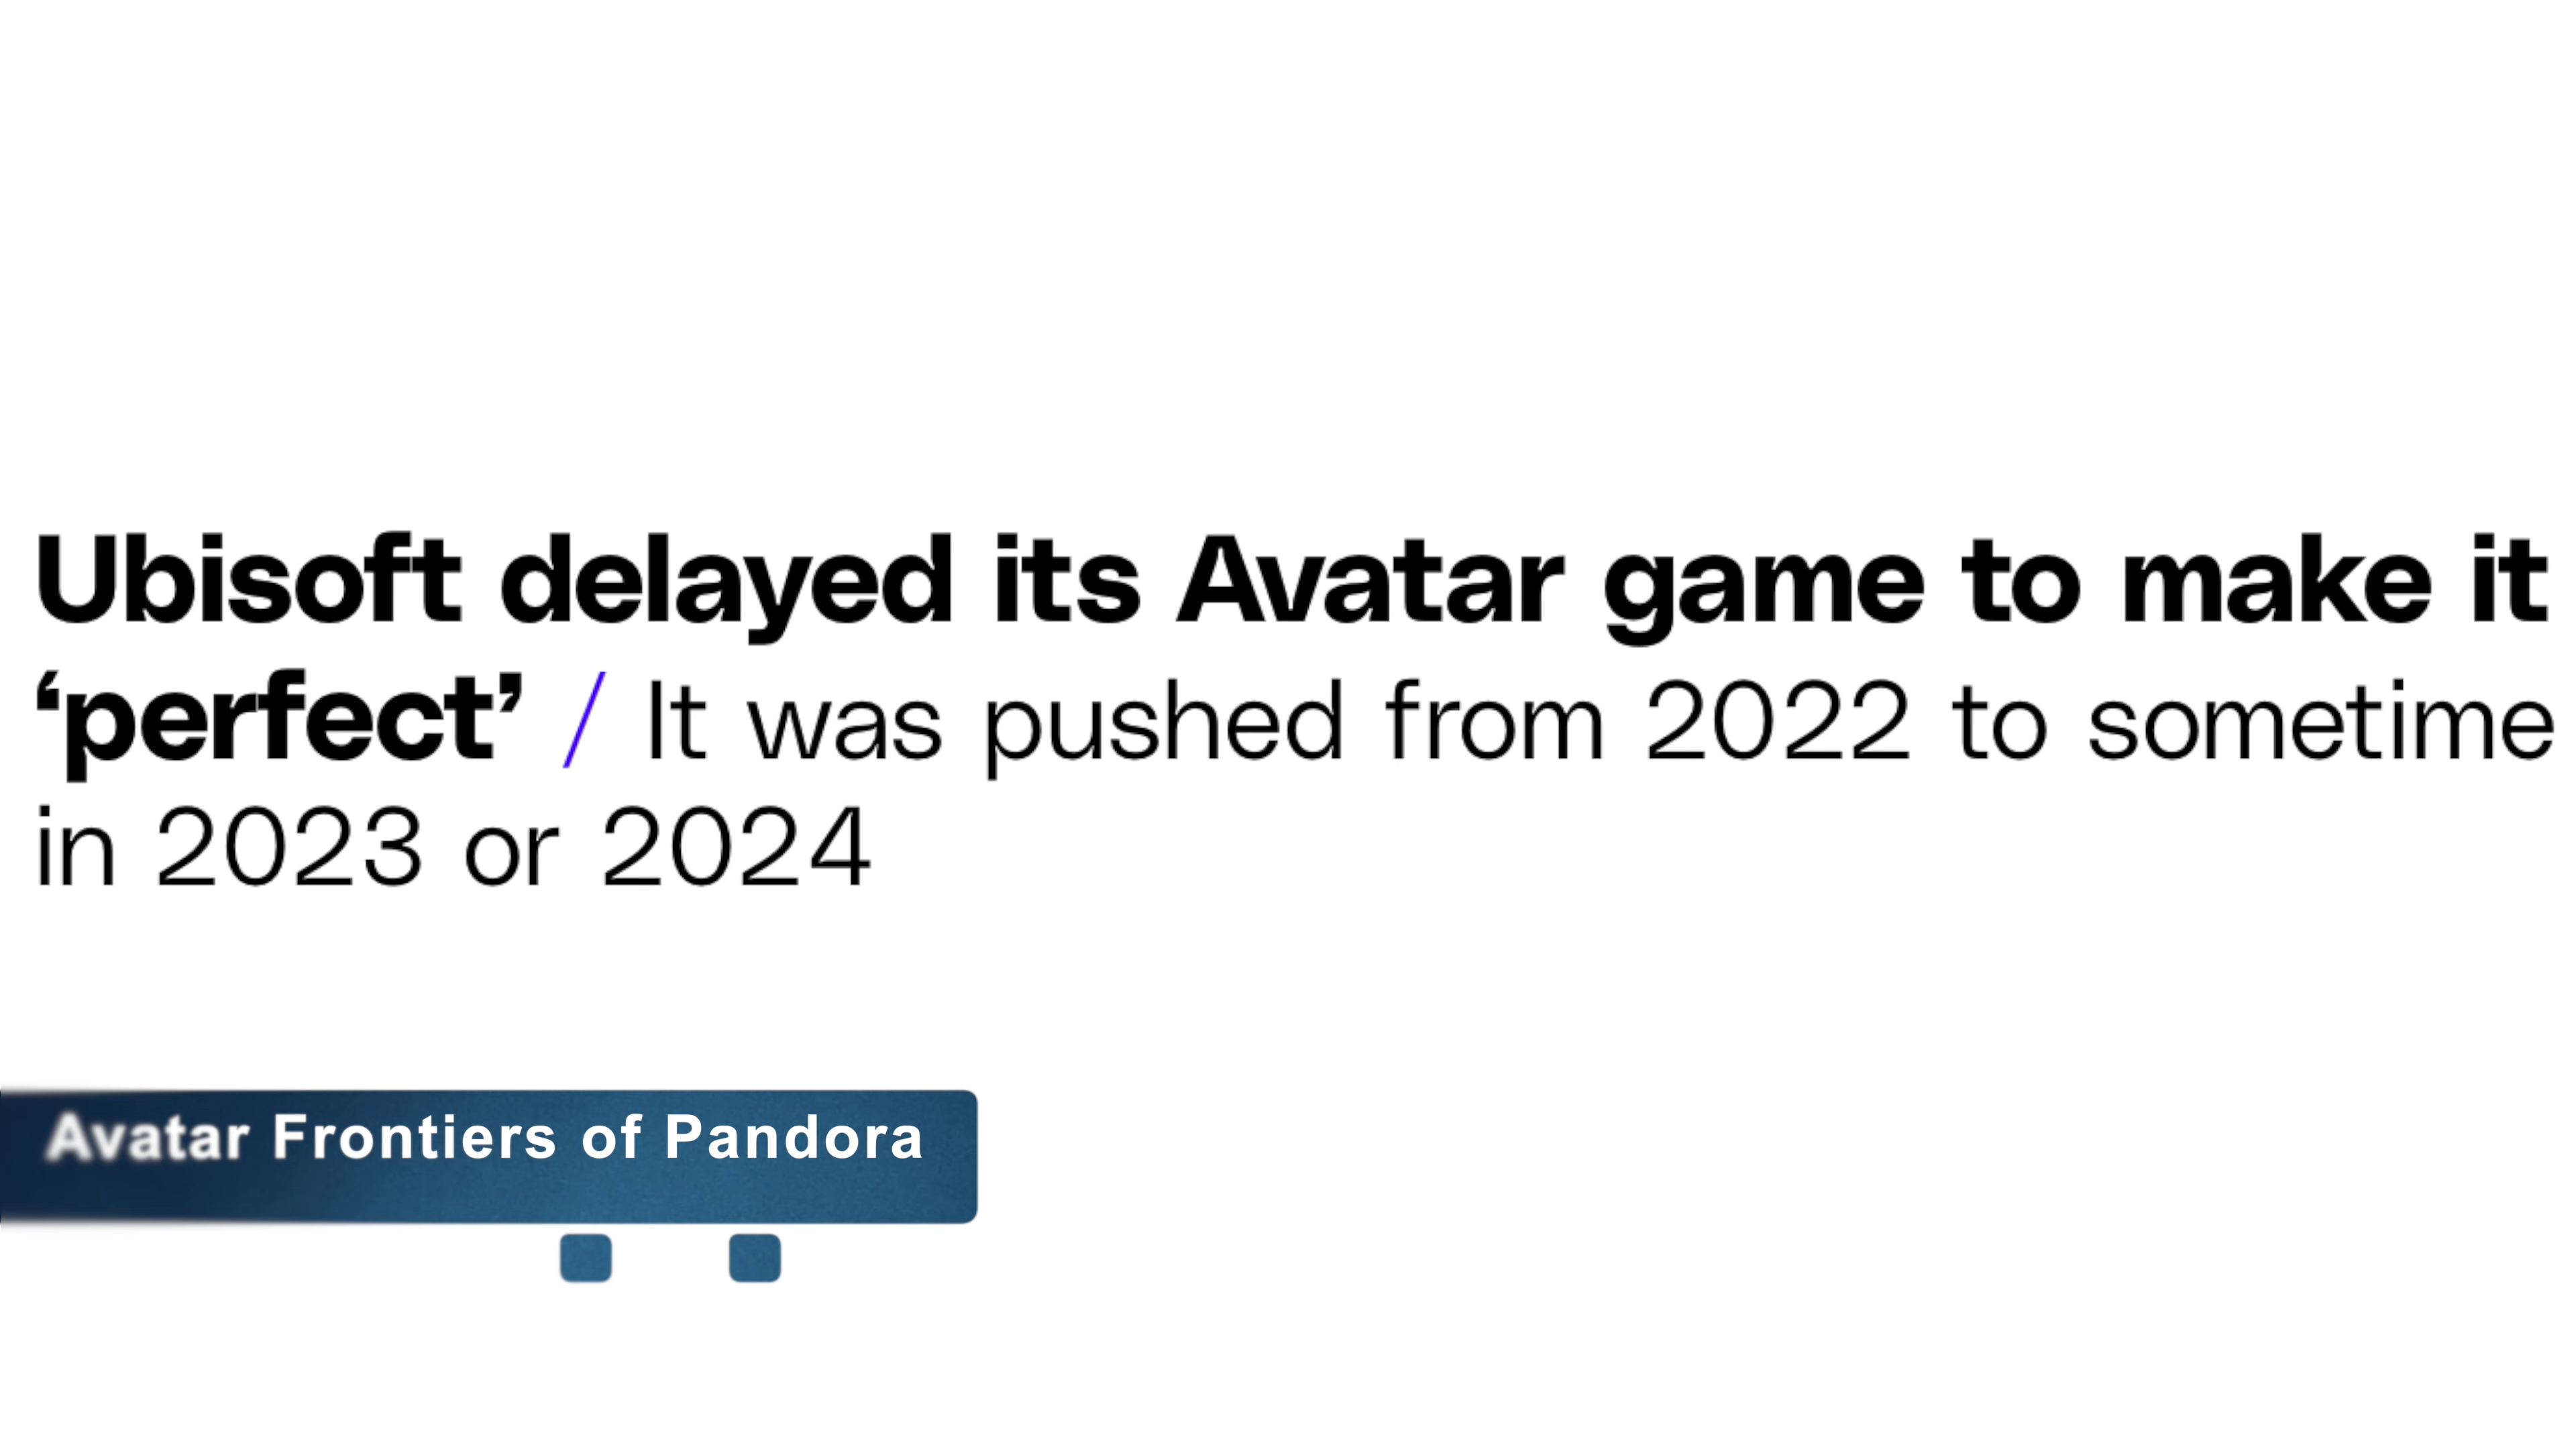 Ubisoft delayed its Avatar game to make it
‘perfect’ / It was pushed from 2022 to sometime
in 2023 or 2024
Avatar Frontiers of Pandora